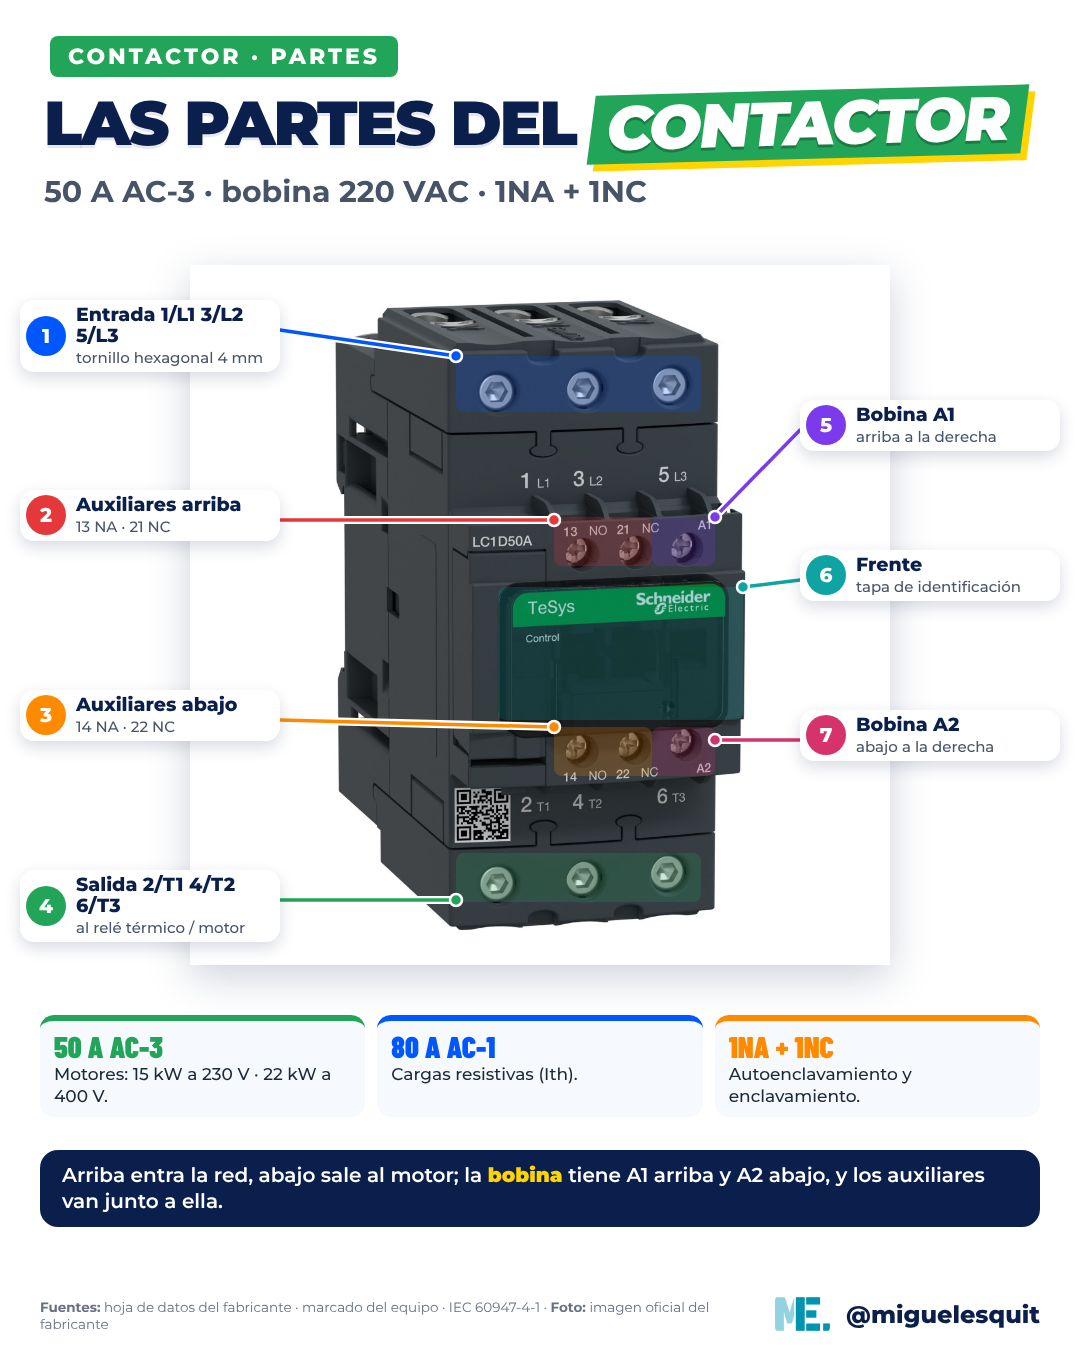 CONTACTOR · PARTES
LAS PARTES DEL CONTACTOR
50 A AC-3 · bobina 220 VAC · 1NA + 1NC
1
Entrada 1/L1 3/L2
5/L3
tornillo hexagonal 4 mm
2
Auxiliares arriba
13 NA · 21 NC
3
Auxiliares abajo
14 NA · 22 NC
4
Salida 2/T1 4/T2
6/T3
al relé térmico / motor
5
Bobina A1
arriba a la derecha
6
Frente
tapa de identificación
7
Bobina A2
abajo a la derecha
1 L1 3 L2 5 L3
13 NO 21 NC A1
LC1D50A
TeSys Schneider Electric
Control
14 NO 22 NC A2
2 T1 4 T2 6 T3
50 A AC-3
Motores: 15 kW a 230 V · 22 kW a
400 V.
80 A AC-1
Cargas resistivas (Ith).
1NA + 1NC
Autoenclavamiento y
enclavamiento.
Arriba entra la red, abajo sale al motor; la bobina tiene A1 arriba y A2 abajo, y los auxiliares
van junto a ella.
Fuentes: hoja de datos del fabricante · marcado del equipo · IEC 60947-4-1 · Foto: imagen oficial del
fabricante
ME. @miguelesquit